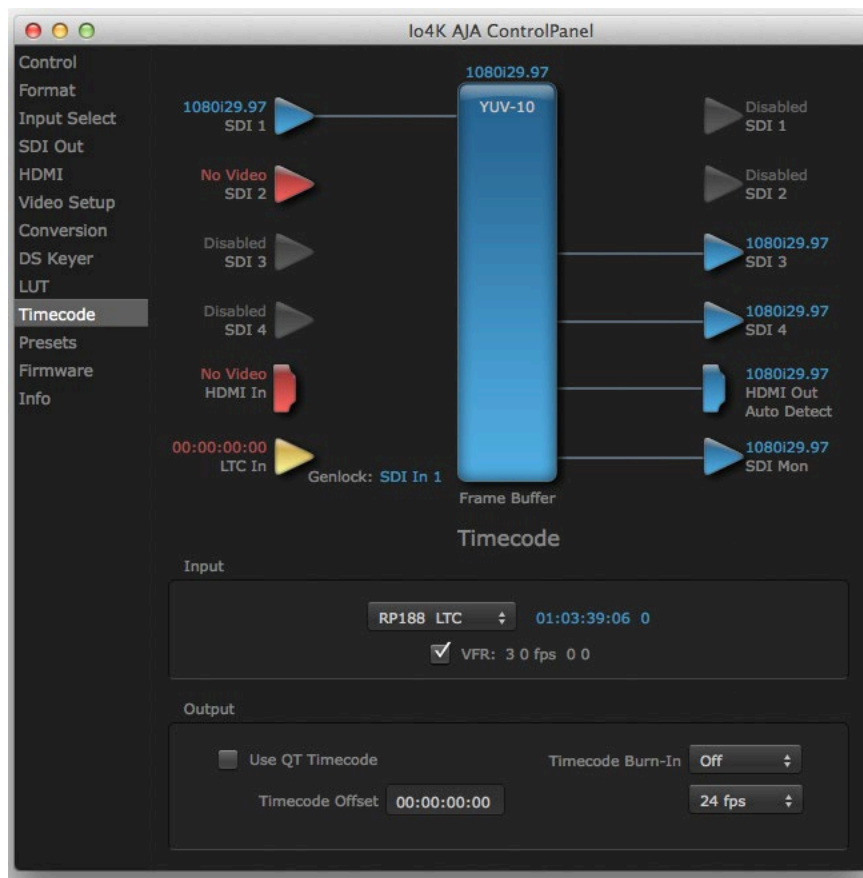 Io4K AJA ControlPanel
Control
Format
Input Select
SDI Out
HDMI
Video Setup
Conversion
DS Keyer
LUT
Timecode
Presets
Firmware
Info
1080i29.97
YUV-10
1080i29.97
SDI 1
No Video
SDI 2
Disabled
SDI 3
Disabled
SDI 4
No Video
HDMI In
00:00:00:00
LTC In
Genlock: SDI In 1
Frame Buffer
Disabled
SDI 1
Disabled
SDI 2
1080i29.97
SDI 3
1080i29.97
SDI 4
1080i29.97
HDMI Out
Auto Detect
1080i29.97
SDI Mon
Timecode
Input
RP188 LTC 01:03:39:06 0
VFR: 3 0 fps 0 0
Output
Use QT Timecode Timecode Burn-In Off
Timecode Offset 00:00:00:00 24 fps